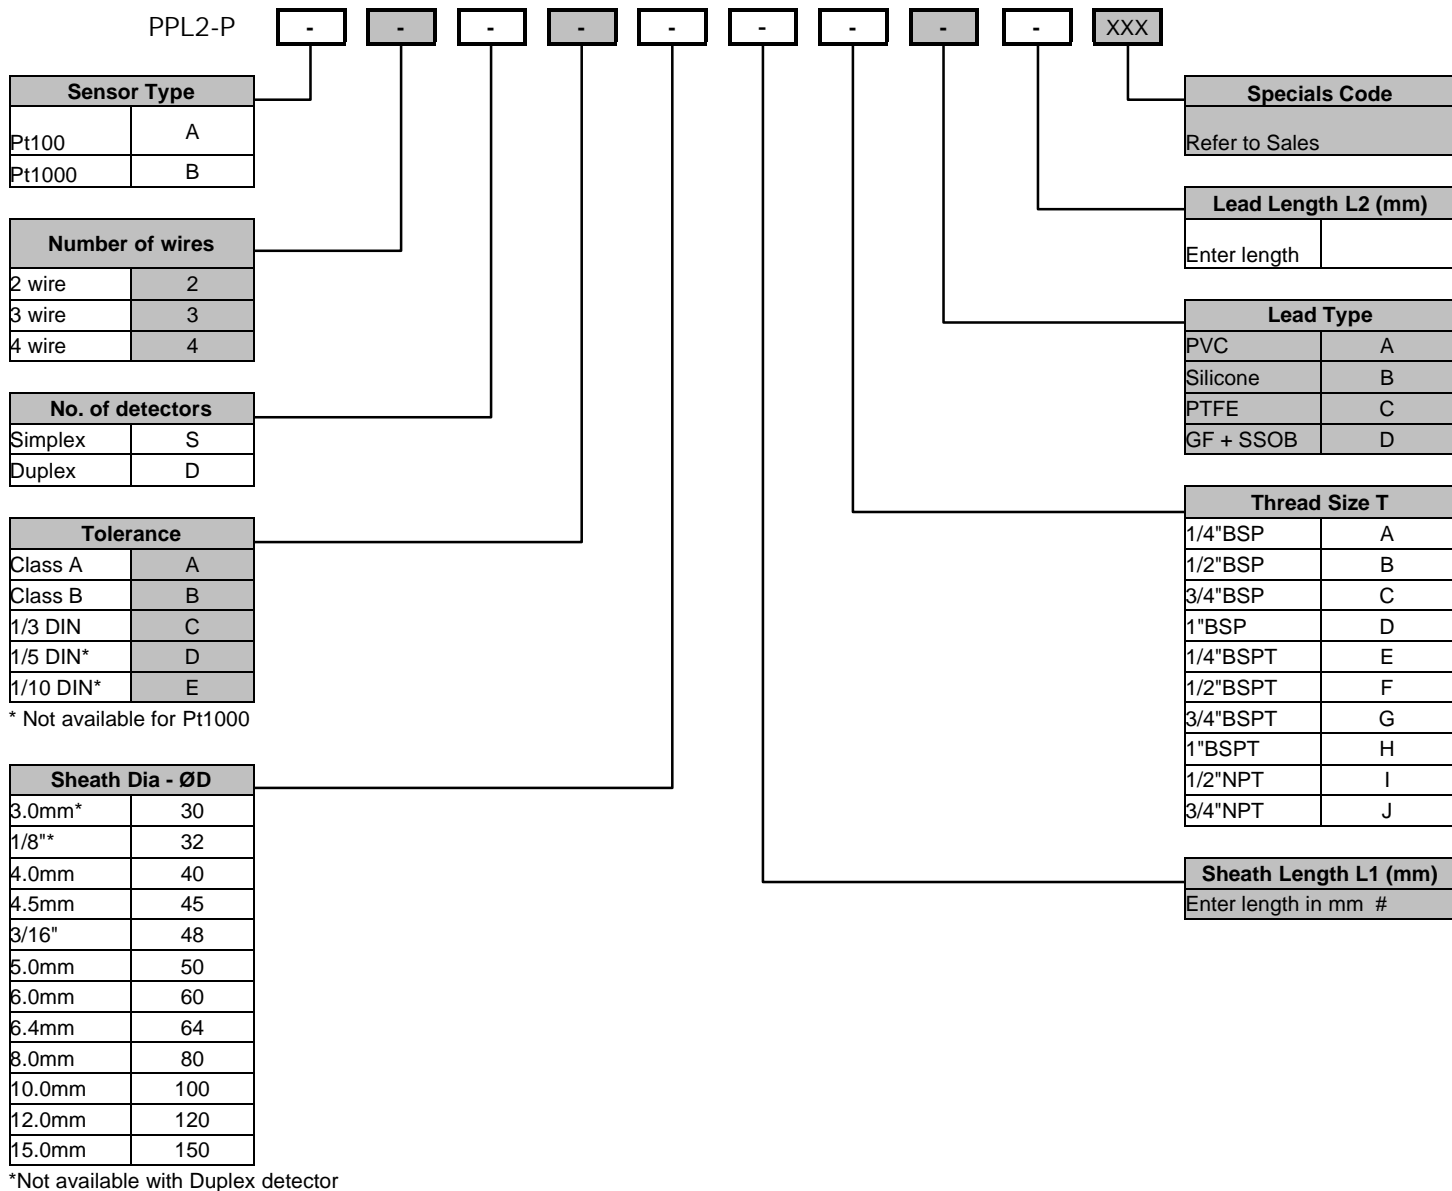 PPL2-P - - - - - - - - - XXX
Sensor Type
Pt100 A
Pt1000 B
Number of wires
2 wire 2
3 wire 3
4 wire 4
No. of detectors
Simplex S
Duplex D
Tolerance
Class A A
Class B B
1/3 DIN C
1/5 DIN* D
1/10 DIN* E
* Not available for Pt1000
Sheath Dia - ØD
3.0mm* 30
1/8"* 32
4.0mm 40
4.5mm 45
3/16" 48
5.0mm 50
6.0mm 60
6.4mm 64
8.0mm 80
10.0mm 100
12.0mm 120
15.0mm 150
*Not available with Duplex detector
Specials Code
Refer to Sales
Lead Length L2 (mm)
Enter length
Lead Type
PVC A
Silicone B
PTFE C
GF + SSOB D
Thread Size T
1/4"BSP A
1/2"BSP B
3/4"BSP C
1"BSP D
1/4"BSPT E
1/2"BSPT F
3/4"BSPT G
1"BSPT H
1/2"NPT I
3/4"NPT J
Sheath Length L1 (mm)
Enter length in mm #